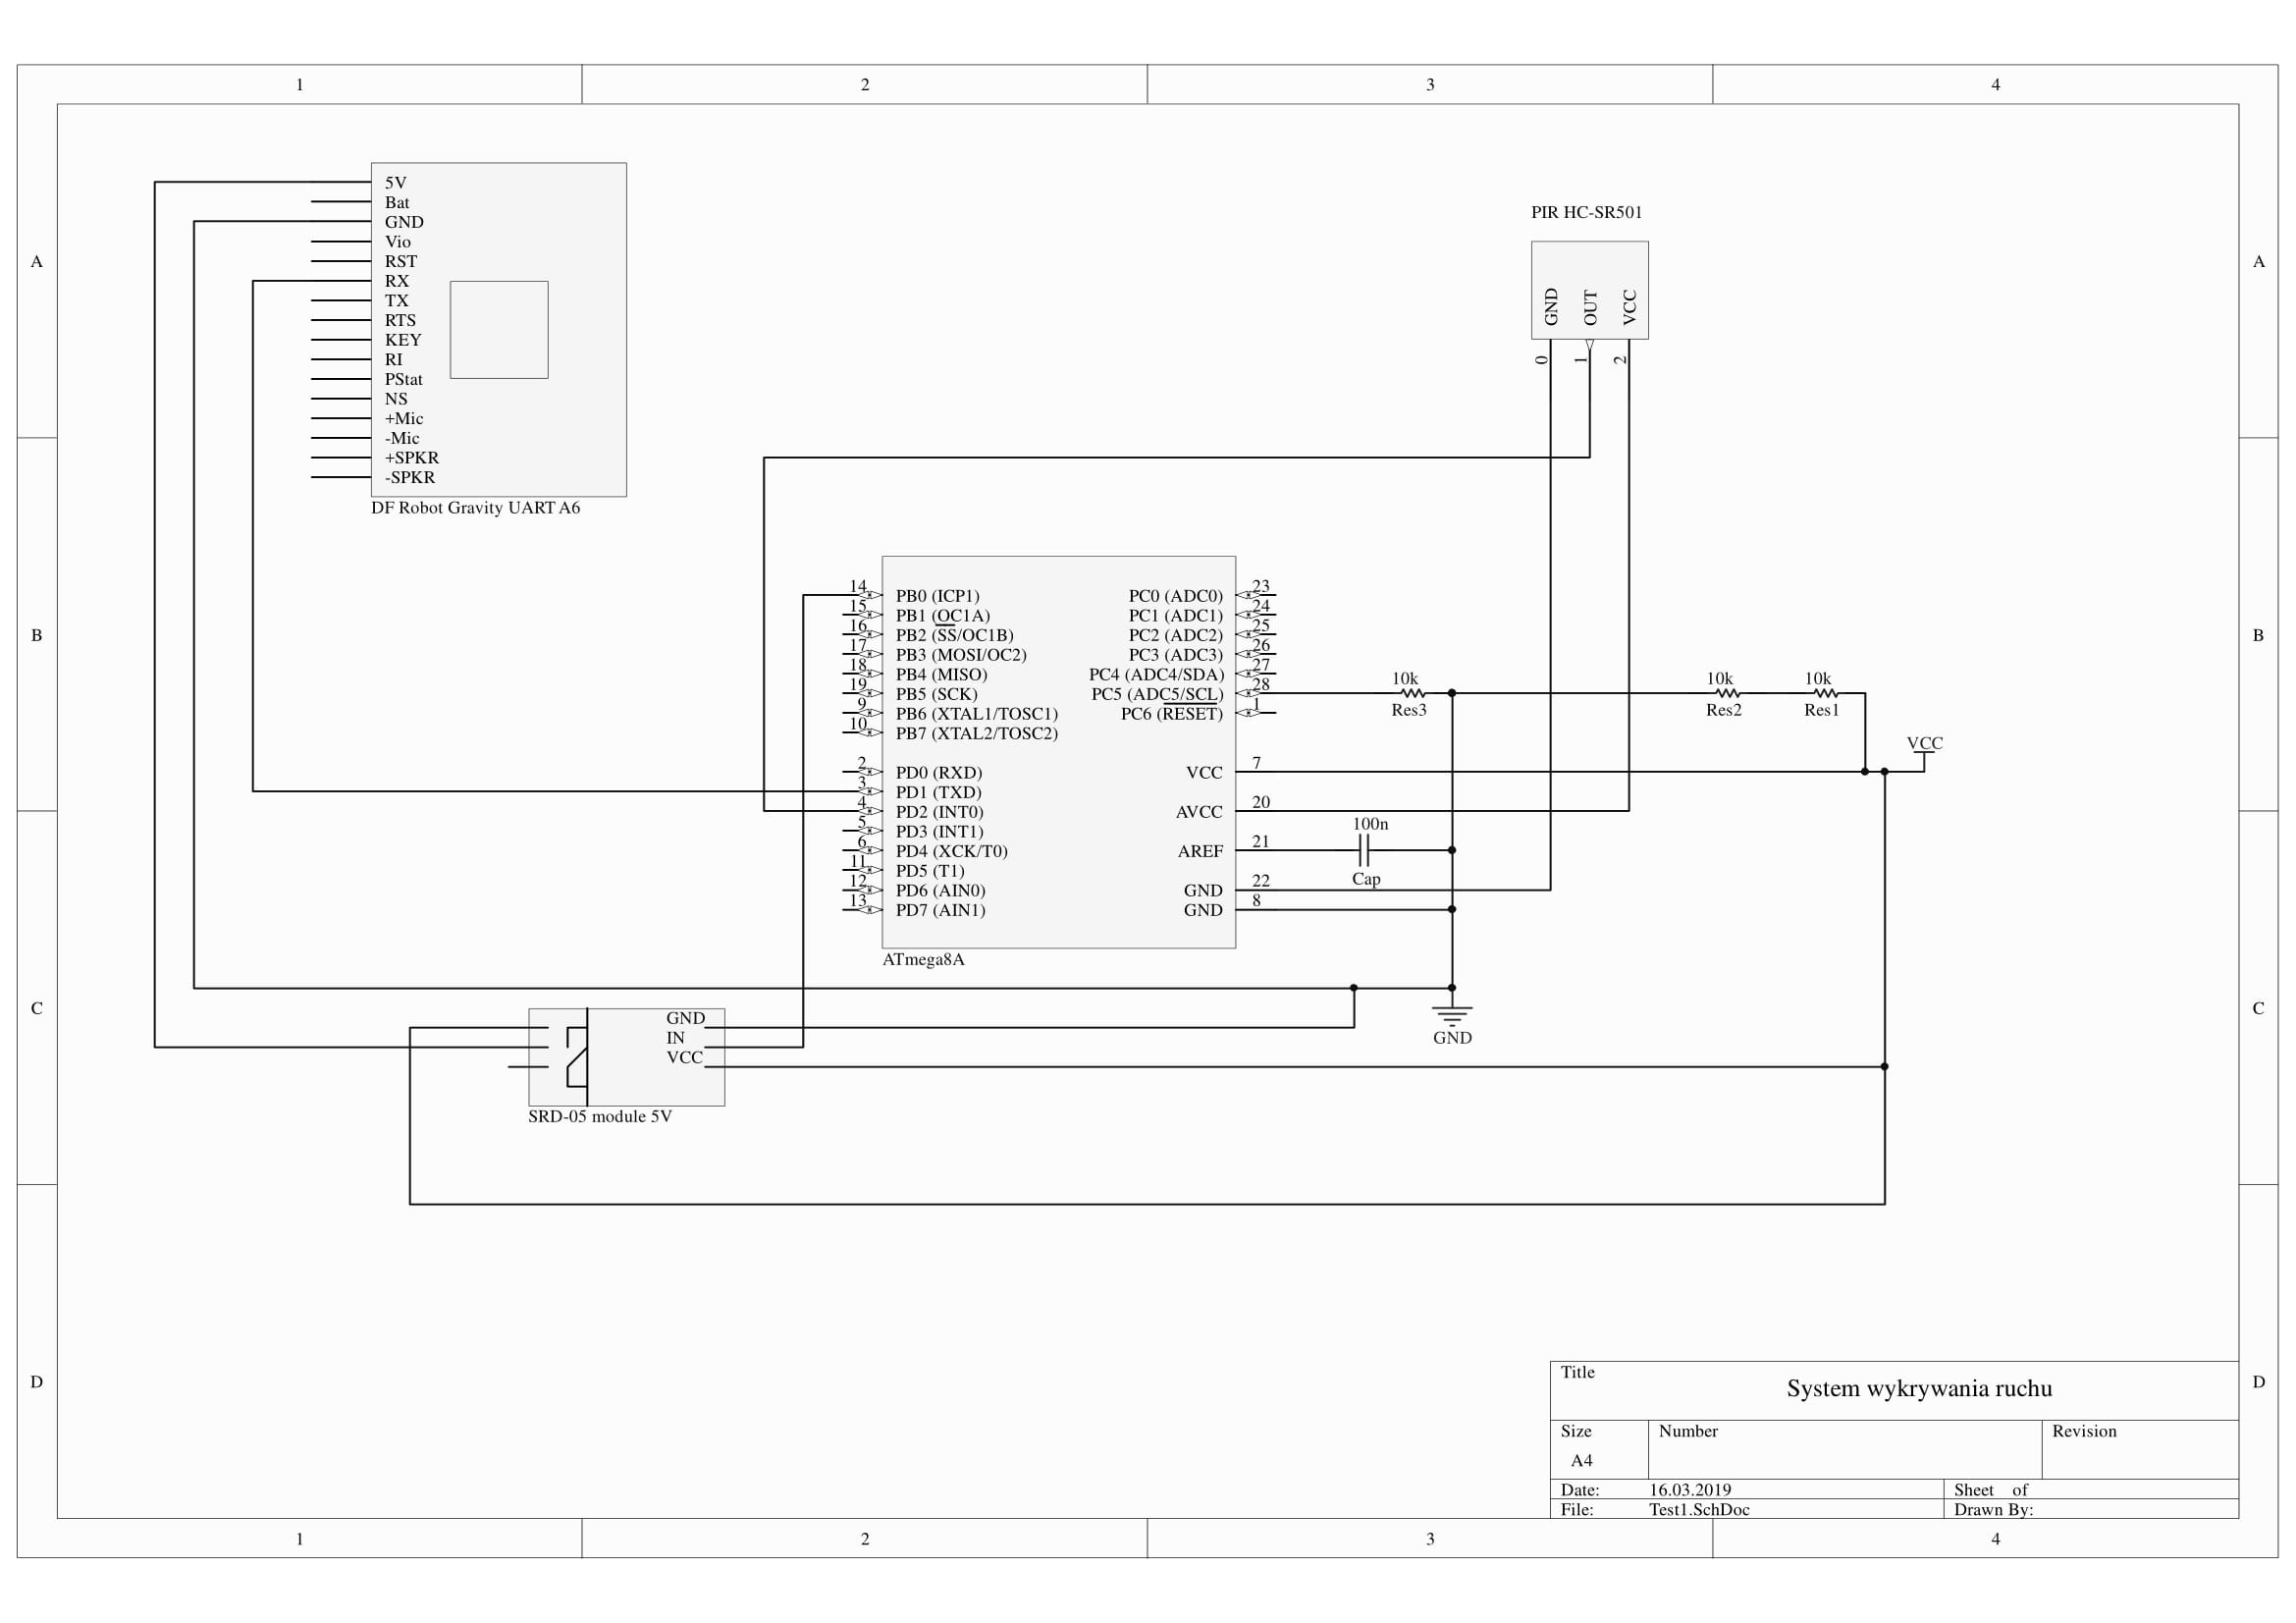 1 2 3 4
A
B
C
D
A
B
C
D
5V
Bat
GND
Vio
RST
RX
TX
RTS
KEY
RI
PStat
NS
+Mic
-Mic
+SPKR
-SPKR
DF Robot Gravity UART A6
PIR HC-SR501
GND
OUT
VCC
0
1
2
14 PB0 (ICP1)
15 PB1 (OC1A)
16 PB2 (SS/OC1B)
17 PB3 (MOSI/OC2)
18 PB4 (MISO)
19 PB5 (SCK)
9 PB6 (XTAL1/TOSC1)
10 PB7 (XTAL2/TOSC2)
2 PD0 (RXD)
3 PD1 (TXD)
4 PD2 (INT0)
5 PD3 (INT1)
6 PD4 (XCK/T0)
11 PD5 (T1)
12 PD6 (AIN0)
13 PD7 (AIN1)
PC0 (ADC0) 23
PC1 (ADC1) 24
PC2 (ADC2) 25
PC3 (ADC3) 26
PC4 (ADC4/SDA) 27
PC5 (ADC5/SCL) 28
PC6 (RESET) 1
VCC 7
AVCC 20
AREF 21
GND 22
GND 8
ATmega8A
10k
Res3
10k
Res2
10k
Res1
VCC
100n
Cap
GND
GND
IN
VCC
SRD-05 module 5V
Title
System wykrywania ruchu
Size
A4
Number
Revision
Date: 16.03.2019
Sheet of
File: Test1.SchDoc
Drawn By:
1 2 3 4